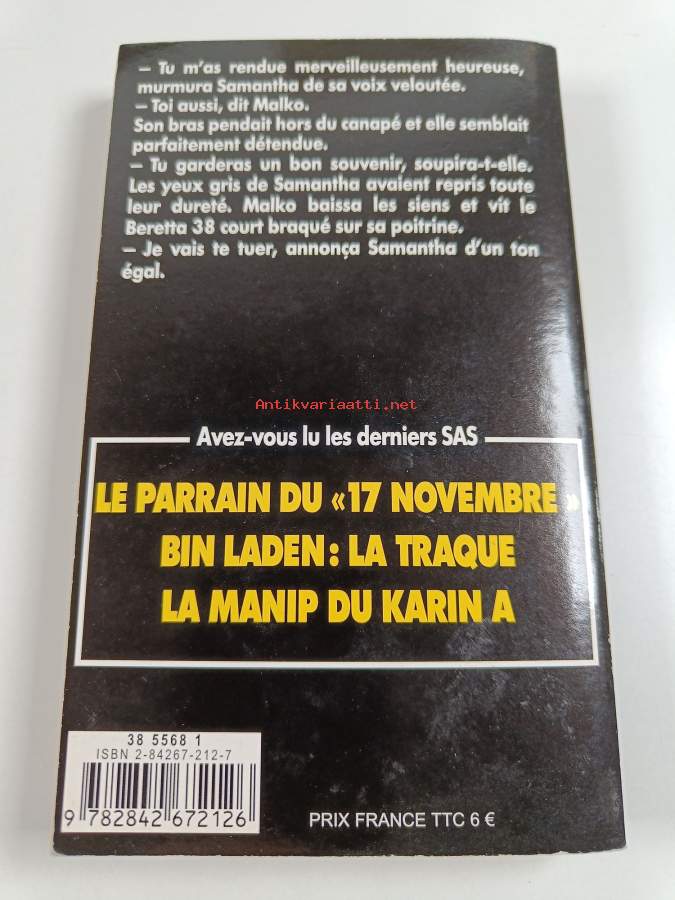 – Tu m'as rendue merveilleusement heureuse,
murmura Samantha de sa voix veloutée.
– Toi aussi, dit Malko.
Son bras pendait hors du canapé et elle semblait
parfaitement détendue.
– Tu garderas un bon souvenir, soupira-t-elle.
Les yeux gris de Samantha avaient repris toute
leur dureté. Malko baissa les siens et vit le
Beretta 38 court braqué sur sa poitrine.
– Je vais te tuer, annonça Samantha d'un ton
égal.
Antikvariaatti.net
Avez-vous lu les derniers SAS
LE PARRAIN DU «17 NOVEMBRE»
BIN LADEN : LA TRAQUE
LA MANIP DU KARIN A
38 5568 1
ISBN 2-84267-212-7
9 782842 672126
PRIX FRANCE TTC 6 €